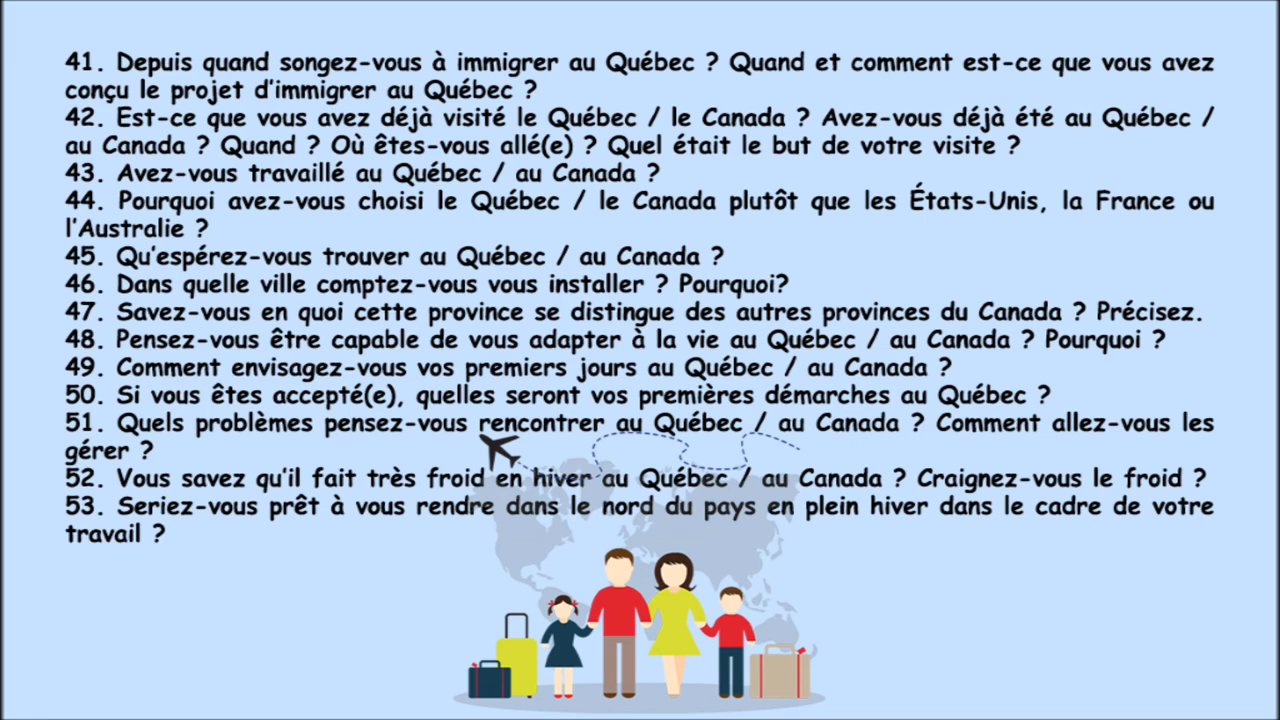 41. Depuis quand songez-vous à immigrer au Québec ? Quand et comment est-ce que vous avez
conçu le projet d'immigrer au Québec ?
42. Est-ce que vous avez déjà visité le Québec / le Canada ? Avez-vous déjà été au Québec /
au Canada ? Quand ? Où êtes-vous allé(e) ? Quel était le but de votre visite ?
43. Avez-vous travaillé au Québec / au Canada ?
44. Pourquoi avez-vous choisi le Québec / le Canada plutôt que les États-Unis, la France ou
l'Australie ?
45. Qu'espérez-vous trouver au Québec / au Canada ?
46. Dans quelle ville comptez-vous vous installer ? Pourquoi?
47. Savez-vous en quoi cette province se distingue des autres provinces du Canada ? Précisez.
48. Pensez-vous être capable de vous adapter à la vie au Québec / au Canada ? Pourquoi ?
49. Comment envisagez-vous vos premiers jours au Québec / au Canada ?
50. Si vous êtes accepté(e), quelles seront vos premières démarches au Québec ?
51. Quels problèmes pensez-vous rencontrer au Québec / au Canada ? Comment allez-vous les
gérer ?
52. Vous savez qu'il fait très froid en hiver au Québec / au Canada ? Craignez-vous le froid ?
53. Seriez-vous prêt à vous rendre dans le nord du pays en plein hiver dans le cadre de votre
travail ?